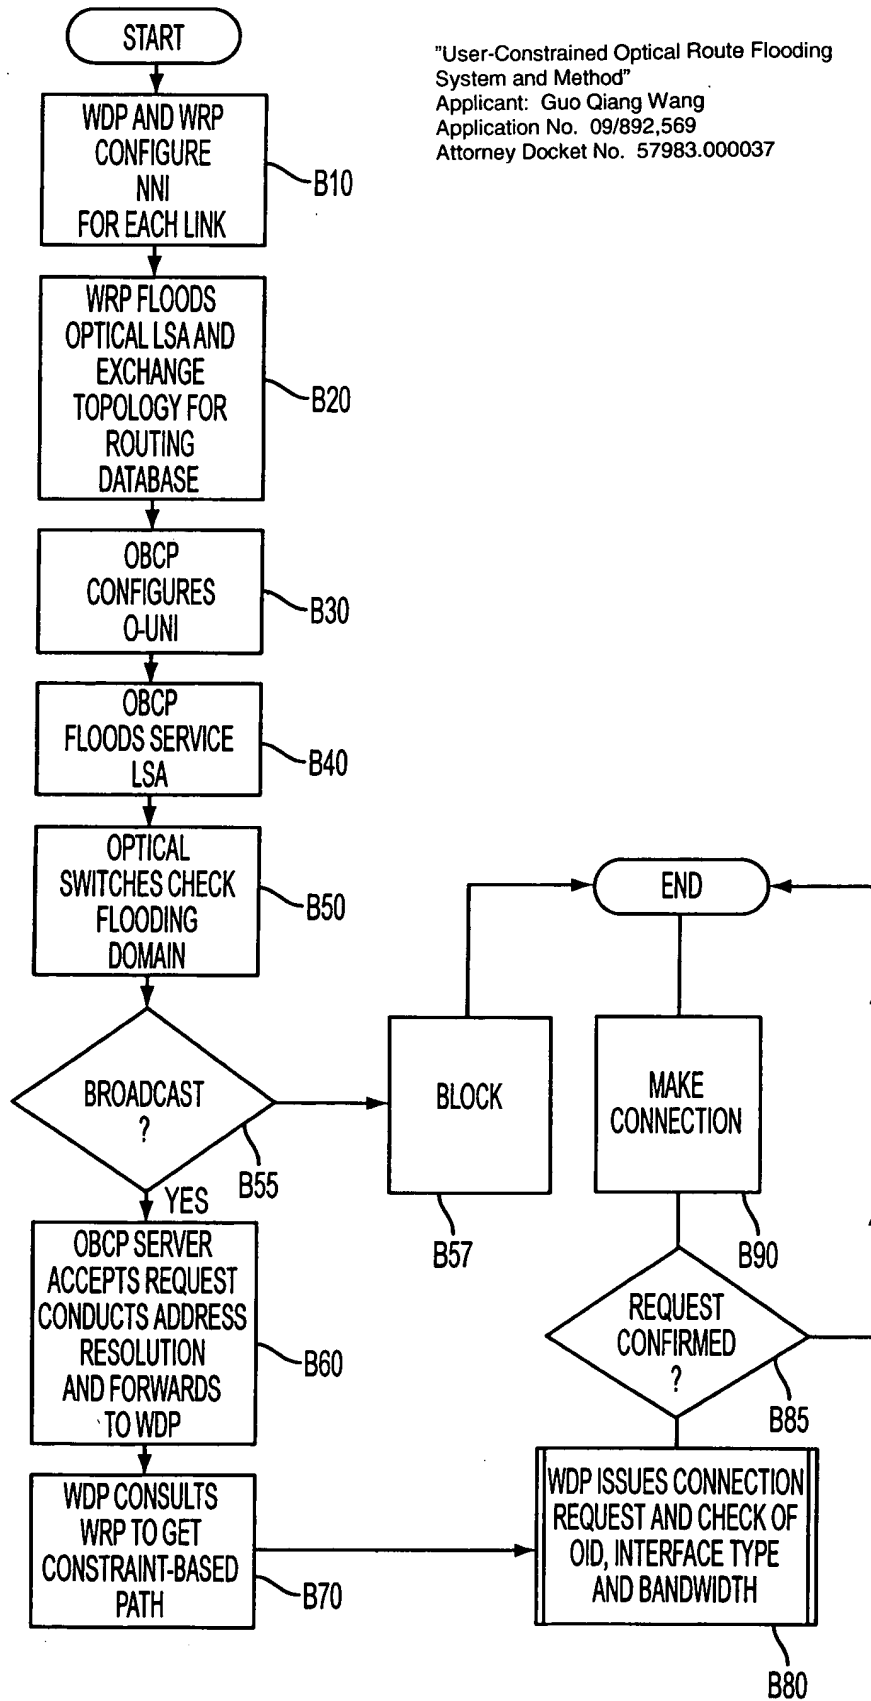 START
"User-Constrained Optical Route Flooding
System and Method"
Applicant: Guo Qiang Wang
Application No. 09/892,569
Attorney Docket No. 57983.000037
WDP AND WRP
CONFIGURE
NNI
FOR EACH LINK
B10
WRP FLOODS
OPTICAL LSA AND
EXCHANGE
TOPOLOGY FOR
ROUTING
DATABASE
B20
OBCP
CONFIGURES
O-UNI
B30
OBCP
FLOODS SERVICE
LSA
B40
OPTICAL
SWITCHES CHECK
FLOODING
DOMAIN
B50
BROADCAST
?
B55
YES
BLOCK
B57
END
MAKE
CONNECTION
B90
OBCP SERVER
ACCEPTS REQUEST
CONDUCTS ADDRESS
RESOLUTION
AND FORWARDS
TO WDP
B60
REQUEST
CONFIRMED
?
B85
WDP CONSULTS
WRP TO GET
CONSTRAINT-BASED
PATH
B70
WDP ISSUES CONNECTION
REQUEST AND CHECK OF
OID, INTERFACE TYPE
AND BANDWIDTH
B80